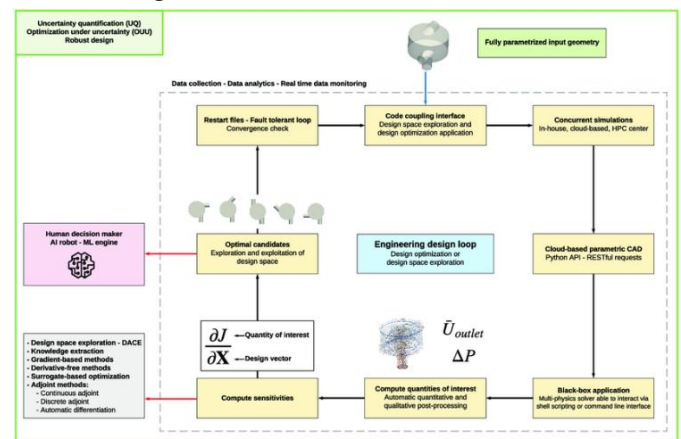 Uncertainty quantification (UQ)
Optimization under uncertainty (OUU)
Robust design
Fully parametrized input geometry
Data collection - Data analytics - Real time data monitoring
Restart files - Fault tolerant loop
Convergence check
Code coupling interface
Design space exploration and
design optimization application
Concurrent simulations
In-house, cloud-based, HPC center
Human decision maker
AI robot - ML engine
Optimal candidates
Exploration and exploitation of
design space
Engineering design loop
Design optimization or
design space exploration
Cloud-based parametric CAD
Python API - RESTful requests
∂J
∂X
Quantity of interest
Design vector
Ū outlet
ΔP
- Design space exploration - DACE
- Knowledge extraction
- Gradient-based methods
- Derivative-free methods
- Surrogate-based optimization
- Adjoint methods:
- Continuous adjoint
- Discrete adjoint
- Automatic differentiation
Compute sensitivities
Compute quantities of interest
Automatic quantitative and
qualitative post-processing
Black-box application
Multi-physics solver able to interact via
shell scripting or command line interface